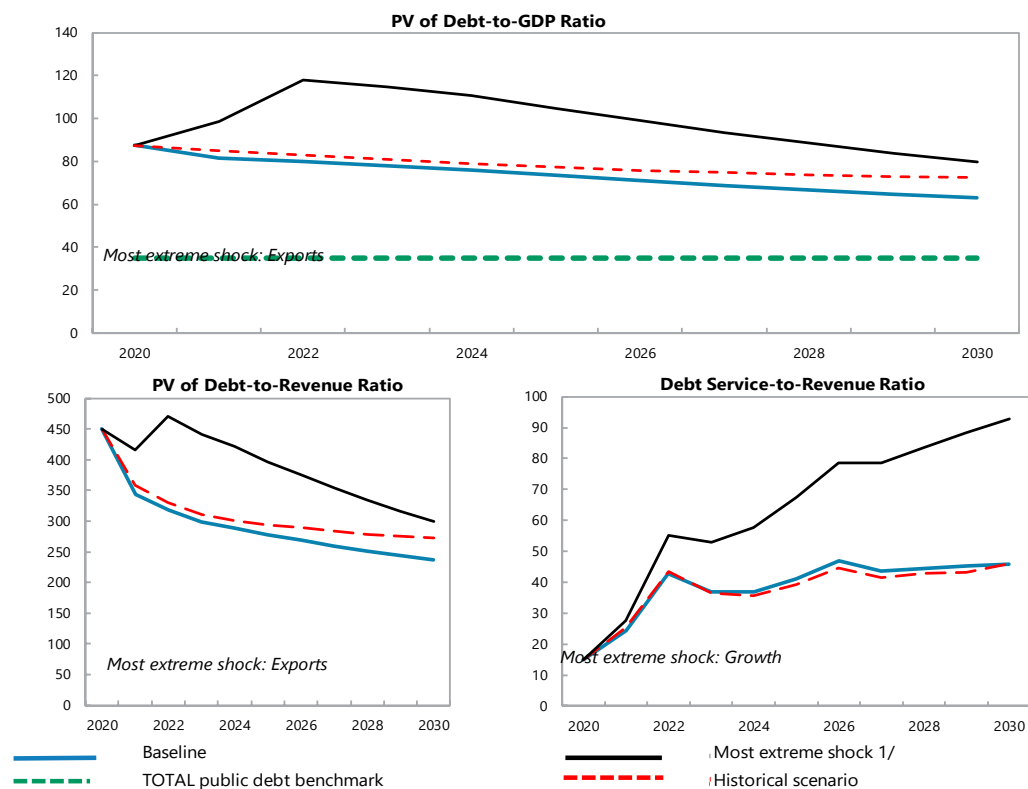 PV of Debt-to-GDP Ratio
140
120
100
80
60
40
20
0
Most extreme shock: Exports
2020 2022 2024 2026 2028 2030
PV of Debt-to-Revenue Ratio
500
450
400
350
300
250
200
150
100
50
0
Most extreme shock: Exports
2020 2022 2024 2026 2028 2030
Debt Service-to-Revenue Ratio
100
90
80
70
60
50
40
30
20
10
0
Most extreme shock: Growth
2020 2022 2024 2026 2028 2030
Baseline
Most extreme shock 1/
TOTAL public debt benchmark
Historical scenario